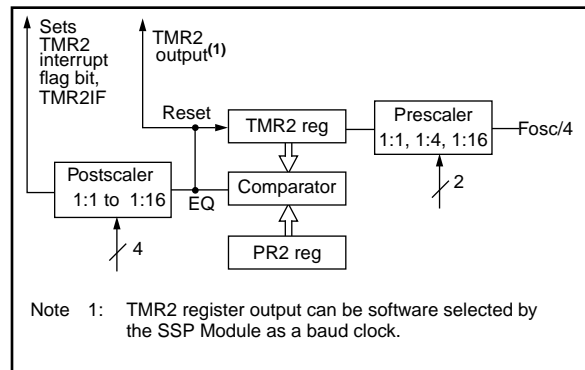 Sets
TMR2
interrupt
flag bit,
TMR2IF
TMR2
output(1)
Reset
TMR2 reg
Prescaler
1:1, 1:4, 1:16
Fosc/4
2
Postscaler
1:1 to 1:16
EQ
Comparator
4
PR2 reg
Note 1: TMR2 register output can be software selected by
the SSP Module as a baud clock.